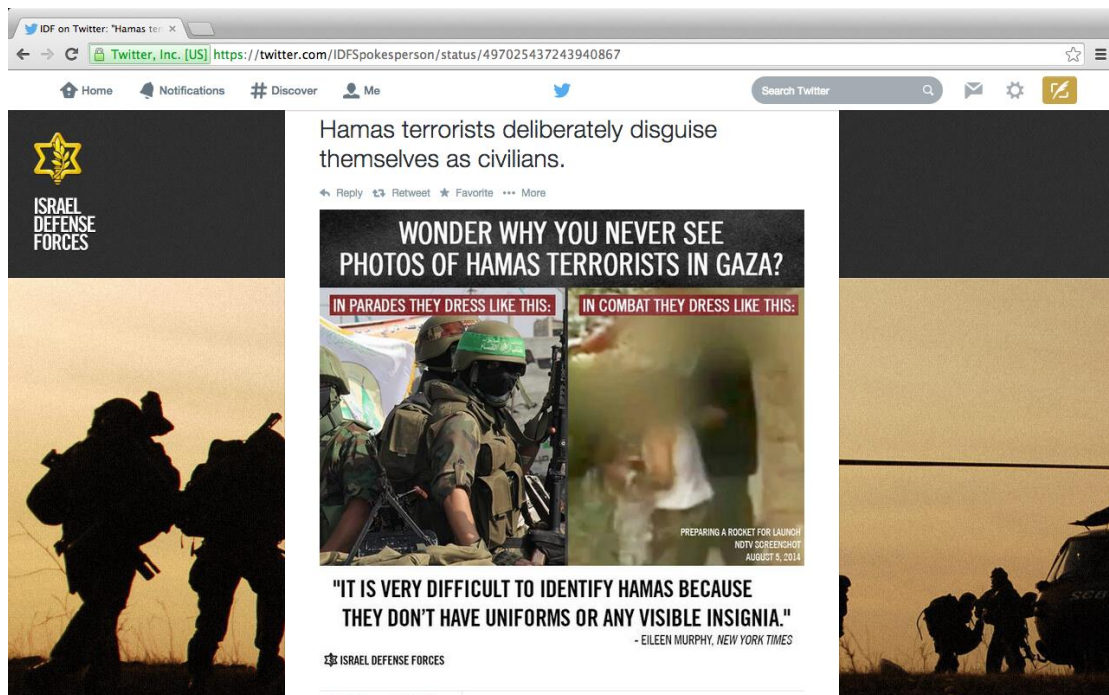 IDF on Twitter: "Hamas ter
Twitter, Inc. [US] https://twitter.com/IDFSpokesperson/status/497025437243940867
Home Notifications # Discover Me Search Twitter
ISRAEL
DEFENSE
FORCES
Hamas terrorists deliberately disguise
themselves as civilians.
Reply Retweet Favorite More
WONDER WHY YOU NEVER SEE
PHOTOS OF HAMAS TERRORISTS IN GAZA?
IN PARADES THEY DRESS LIKE THIS:
IN COMBAT THEY DRESS LIKE THIS:
PREPARING A ROCKET FOR LAUNCH
NDTV SCREENSHOT
AUGUST 5, 2014
"IT IS VERY DIFFICULT TO IDENTIFY HAMAS BECAUSE
THEY DON'T HAVE UNIFORMS OR ANY VISIBLE INSIGNIA."
- EILEEN MURPHY, NEW YORK TIMES
ISRAEL DEFENSE FORCES